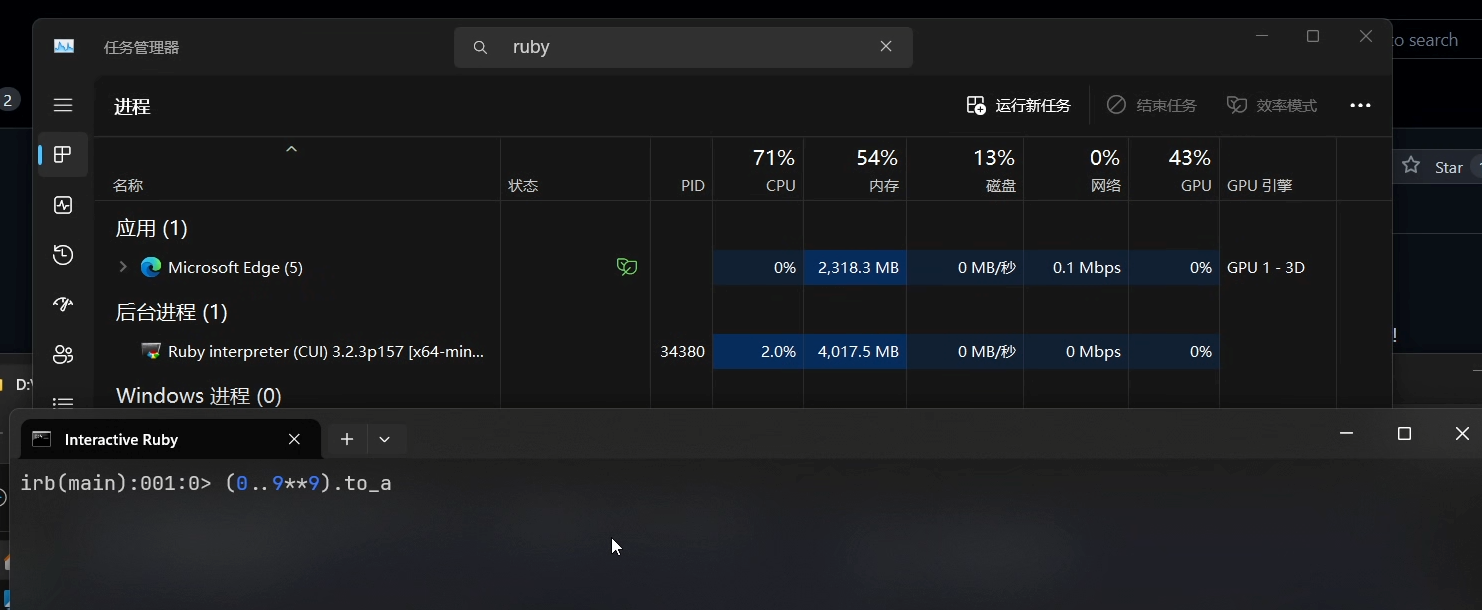 任务管理器
ruby
to search
2
进程
运行新任务
结束任务
效率模式
71%
54%
13%
0%
43%
名称
状态
PID
CPU
内存
磁盘
网络
GPU
GPU 引擎
Star
应用 (1)
Microsoft Edge (5)
0%
2,318.3 MB
0 MB/秒
0.1 Mbps
0%
GPU 1 - 3D
后台进程 (1)
Ruby interpreter (CUI) 3.2.3p157 [x64-min...
34380
2.0%
4,017.5 MB
0 MB/秒
0 Mbps
0%
!
D:\
Windows 进程 (0)
Interactive Ruby
irb(main):001:0> (0..9**9).to_a